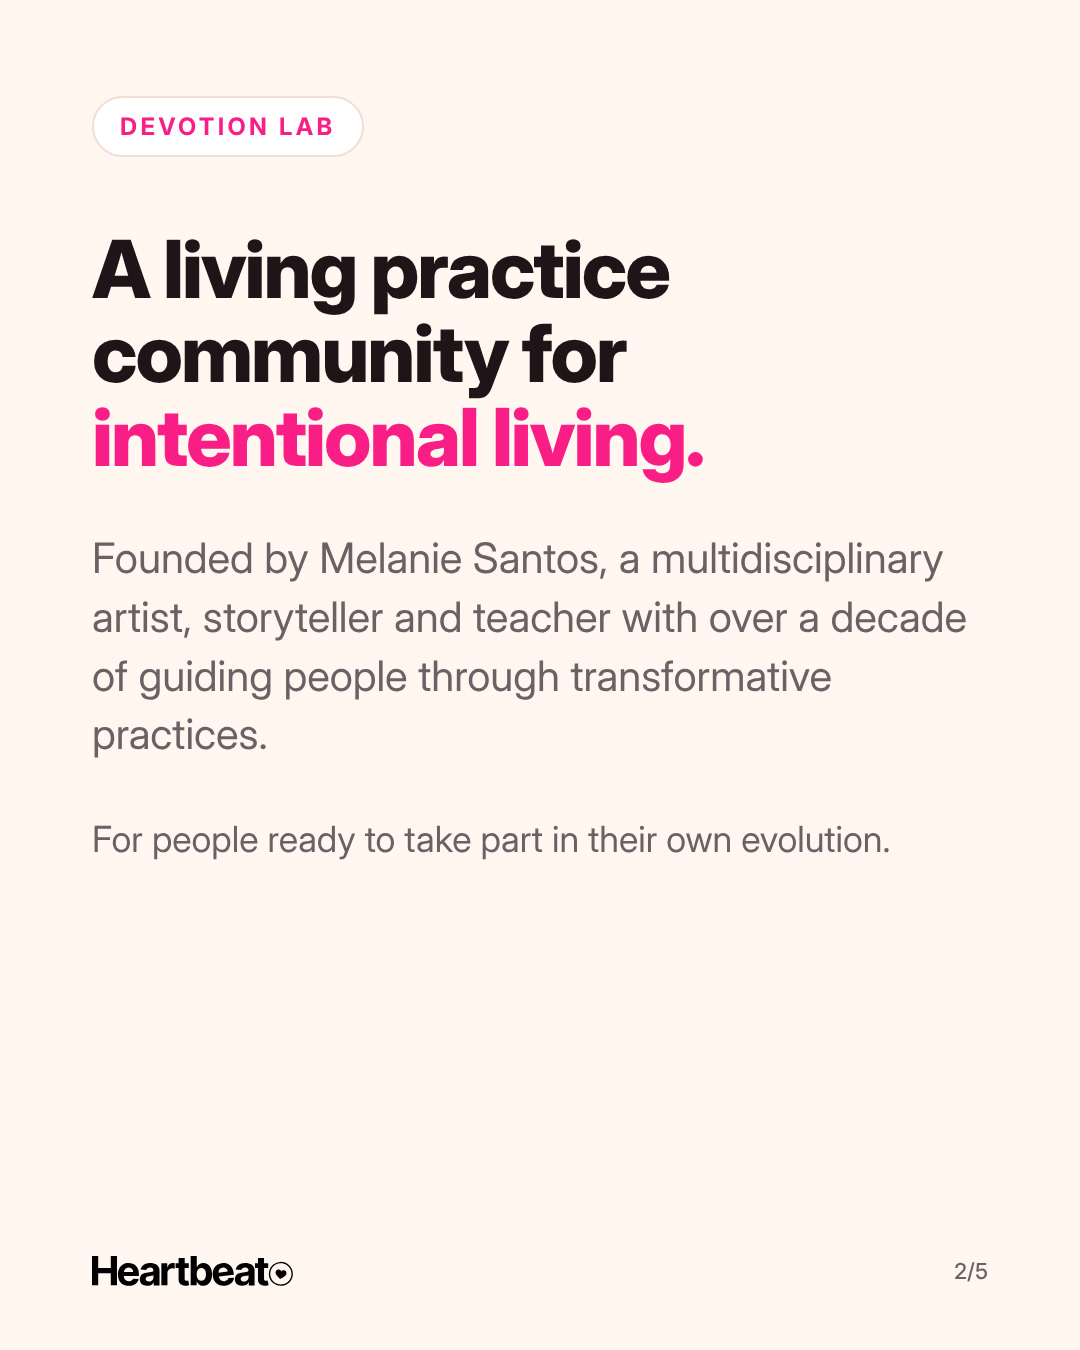 DEVOTION LAB
A living practice
community for
intentional living.
Founded by Melanie Santos, a multidisciplinary
artist, storyteller and teacher with over a decade
of guiding people through transformative
practices.
For people ready to take part in their own evolution.
Heartbeat
2/5